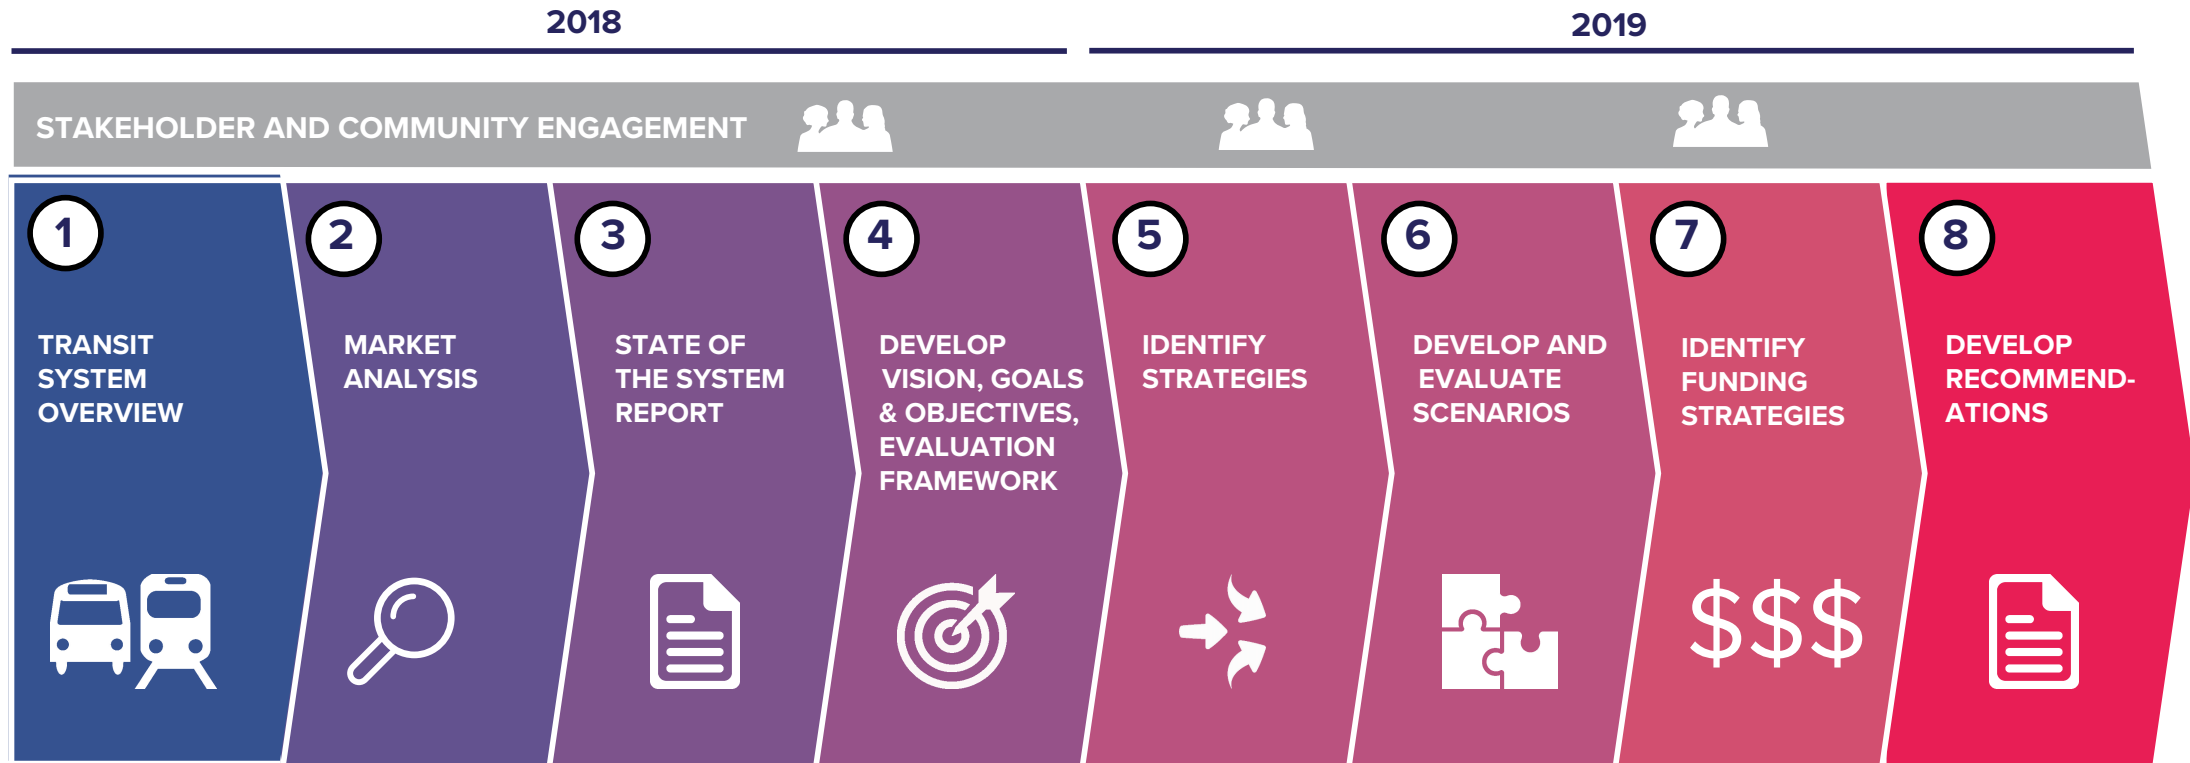 2018
2019
STAKEHOLDER AND COMMUNITY ENGAGEMENT
1
TRANSIT
SYSTEM
OVERVIEW
2
MARKET
ANALYSIS
3
STATE OF
THE SYSTEM
REPORT
4
DEVELOP
VISION, GOALS
& OBJECTIVES,
EVALUATION
FRAMEWORK
5
IDENTIFY
STRATEGIES
6
DEVELOP AND
EVALUATE
SCENARIOS
7
IDENTIFY
FUNDING
STRATEGIES
$$$
8
DEVELOP
RECOMMEND-
ATIONS